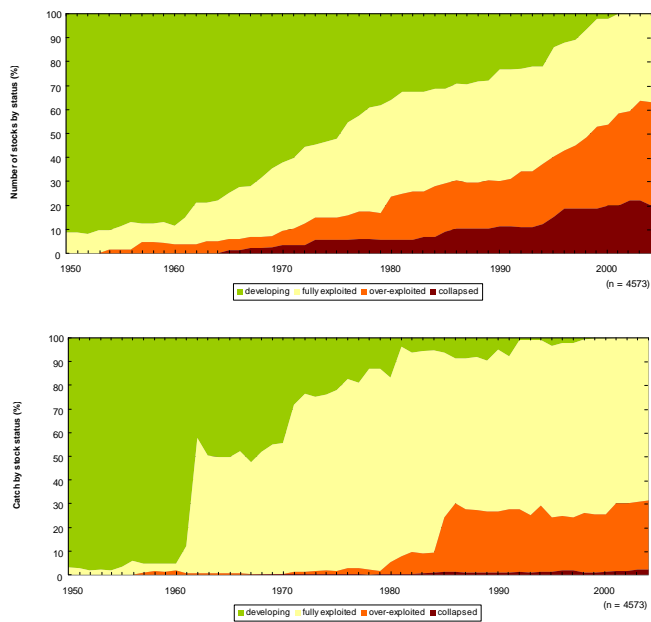 Number of stocks by status (%)
100
90
80
70
60
50
40
30
20
10
0
1950 1960 1970 1980 1990 2000
(n = 4573)
developing fully exploited over-exploited collapsed
Catch by stock status (%)
100
90
80
70
60
50
40
30
20
10
0
1950 1960 1970 1980 1990 2000
(n = 4573)
developing fully exploited over-exploited collapsed